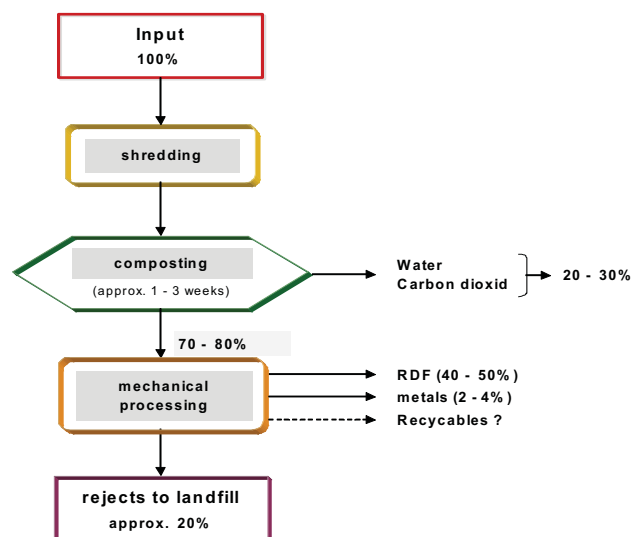 Input
100%
shredding
composting
(approx. 1 - 3 weeks)
Water
Carbon dioxid
20 - 30%
70 - 80%
mechanical
processing
RDF (40 - 50%)
metals (2 - 4%)
Recycables ?
rejects to landfill
approx. 20%